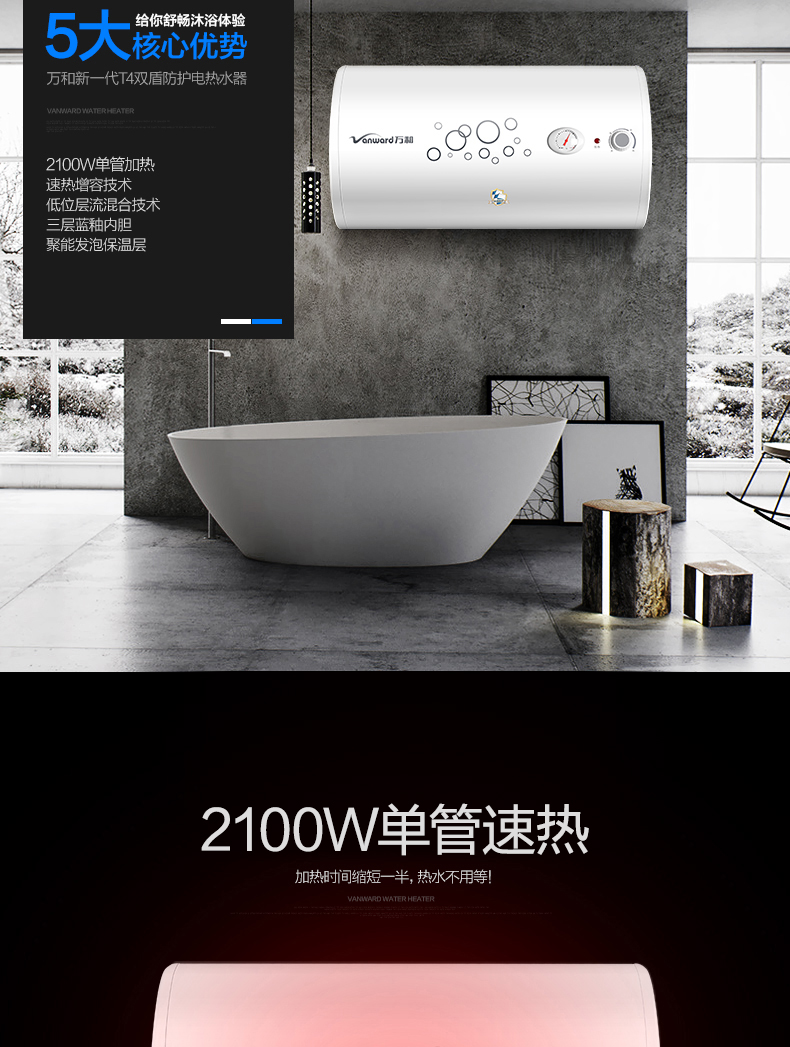 给你舒畅沐浴体验
5大核心优势
万和新一代T4双盾防护电热水器
VANWARD WATER HEATER
2100W单管加热
速热增容技术
低位层流混合技术
三层蓝釉内胆
聚能发泡保温层
Vanward万和
2100W单管速热
加热时间缩短一半，热水不用等!
VANWARD WATER HEATER